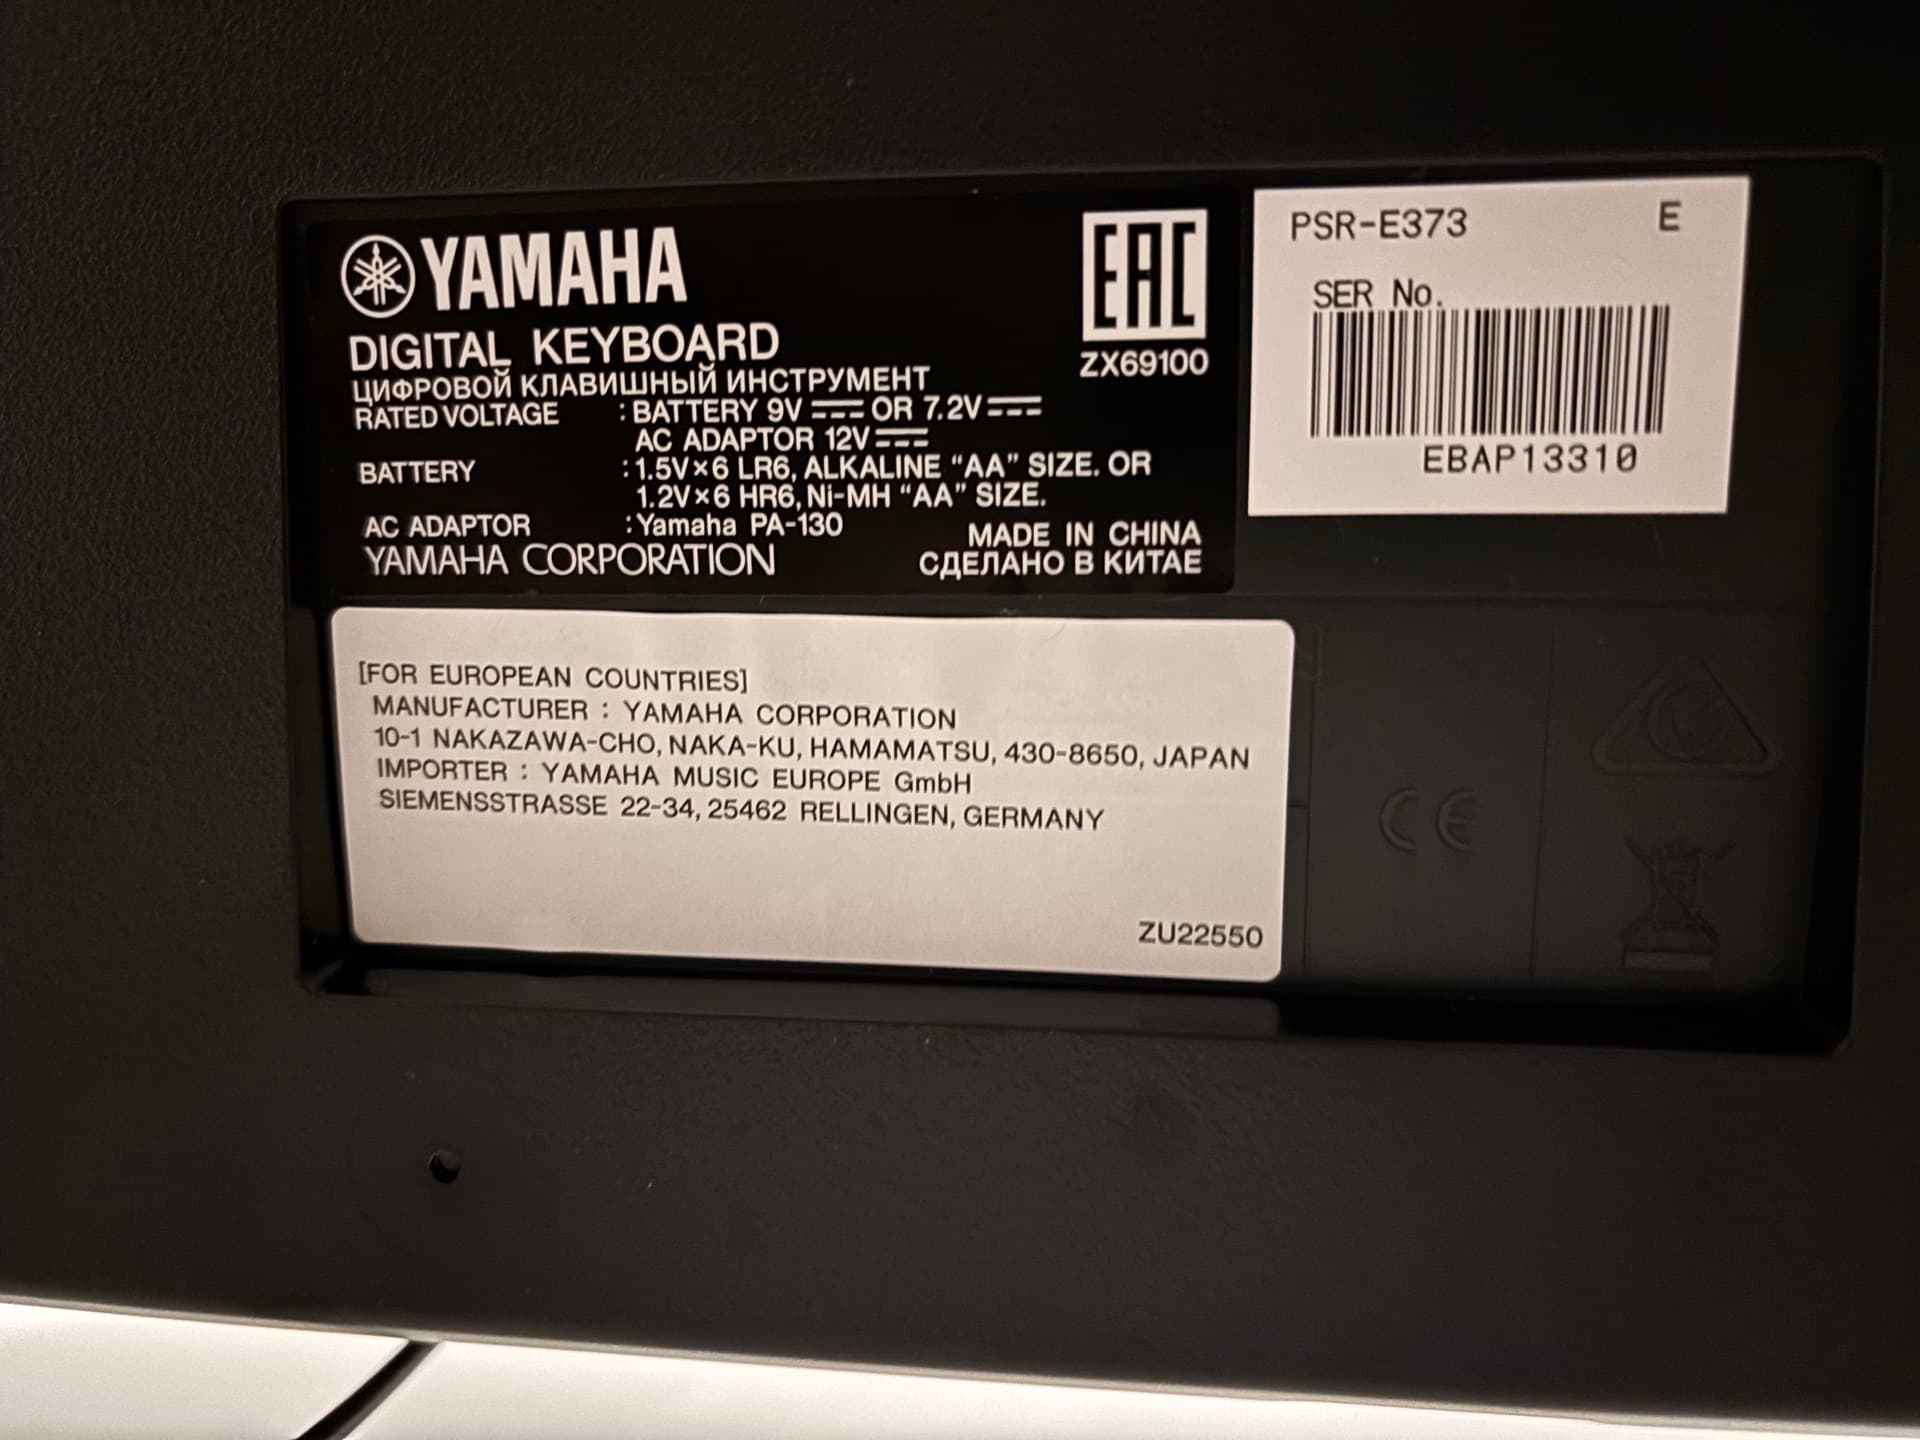 YAMAHA
DIGITAL KEYBOARD
ЦИФРОВОЙ КЛАВИШНЫЙ ИНСТРУМЕНТ
RATED VOLTAGE : BATTERY 9V ⎓ OR 7.2V ⎓
AC ADAPTOR 12V ⎓
BATTERY : 1.5V×6 LR6, ALKALINE “AA” SIZE. OR
1.2V×6 HR6, Ni-MH “AA” SIZE.
AC ADAPTOR : Yamaha PA-130
YAMAHA CORPORATION
MADE IN CHINA
СДЕЛАНО В КИТАЕ
EAC
ZX69100
PSR-E373 E
SER No.
EBAP13310
[FOR EUROPEAN COUNTRIES]
MANUFACTURER : YAMAHA CORPORATION
10-1 NAKAZAWA-CHO, NAKA-KU, HAMAMATSU, 430-8650, JAPAN
IMPORTER : YAMAHA MUSIC EUROPE GmbH
SIEMENSSTRASSE 22-34, 25462 RELLINGEN, GERMANY
ZU22550
CE